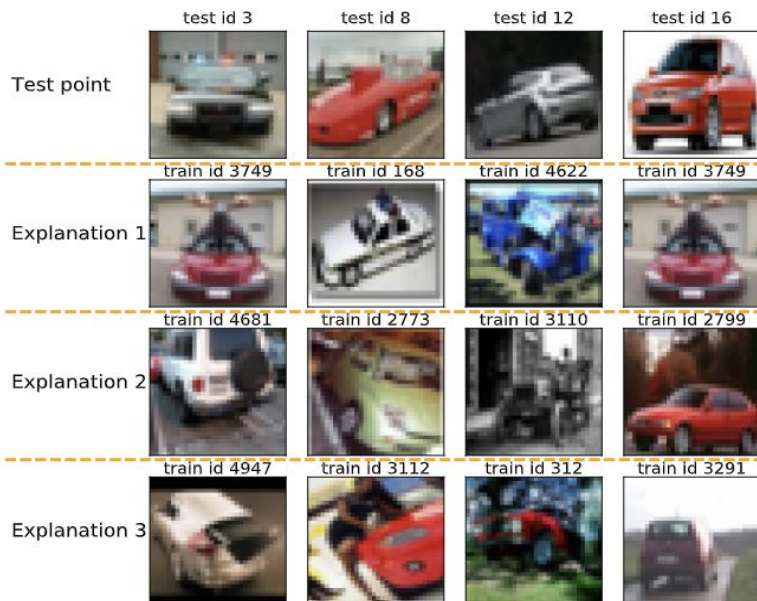 test id 3 test id 8 test id 12 test id 16
Test point
train id 3749 train id 168 train id 4622 train id 3749
Explanation 1
train id 4681 train id 2773 train id 3110 train id 2799
Explanation 2
train id 4947 train id 3112 train id 312 train id 3291
Explanation 3